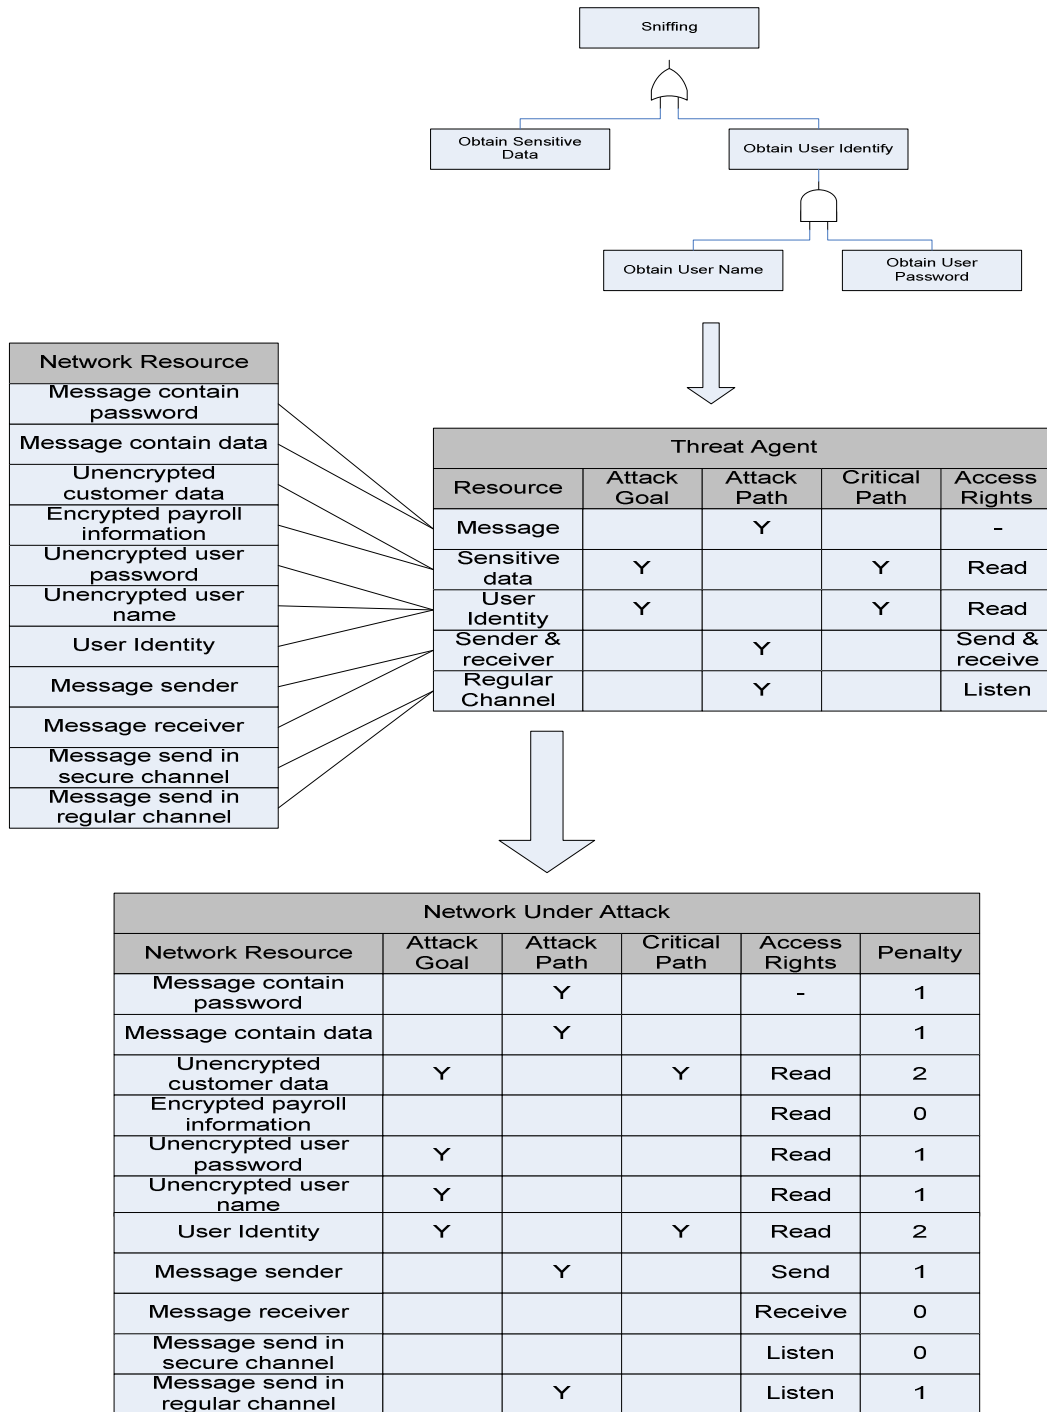 Sniffing
Obtain Sensitive
Data
Obtain User Identify
Obtain User Name
Obtain User
Password
Network Resource
Message contain
password
Message contain data
Unencrypted
customer data
Encrypted payroll
information
Unencrypted user
password
Unencrypted user
name
User Identity
Message sender
Message receiver
Message send in
secure channel
Message send in
regular channel
Threat Agent
Resource Attack Goal Attack Path Critical Path Access Rights
Message Y -
Sensitive data Y Y Read
User Identity Y Y Read
Sender & receiver Y Send & receive
Regular Channel Y Listen
Network Under Attack
Network Resource Attack Goal Attack Path Critical Path Access Rights Penalty
Message contain password Y - 1
Message contain data Y 1
Unencrypted customer data Y Y Read 2
Encrypted payroll information Read 0
Unencrypted user password Y Read 1
Unencrypted user name Y Read 1
User Identity Y Y Read 2
Message sender Y Send 1
Message receiver Receive 0
Message send in secure channel Listen 0
Message send in regular channel Y Listen 1